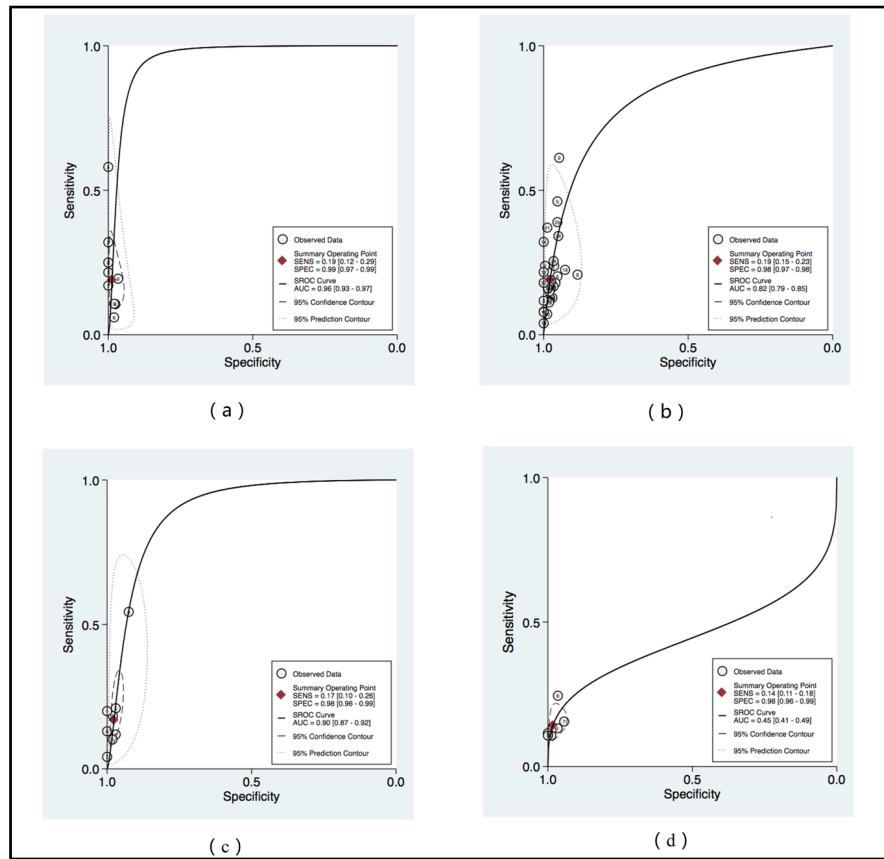 1.0
0.5
0.0
Sensitivity
1.0
0.5
0.0
Specificity
Observed Data
Summary Operating Point
SENS = 0.19 [0.12 - 0.29]
SPEC = 0.99 [0.97 - 0.99]
SROC Curve
AUC = 0.96 [0.93 - 0.97]
95% Confidence Contour
95% Prediction Contour
( a )
1.0
0.5
0.0
Sensitivity
1.0
0.5
0.0
Specificity
Observed Data
Summary Operating Point
SENS = 0.19 [0.15 - 0.23]
SPEC = 0.98 [0.97 - 0.98]
SROC Curve
AUC = 0.82 [0.79 - 0.85]
95% Confidence Contour
95% Prediction Contour
( b )
1.0
0.5
0.0
Sensitivity
1.0
0.5
0.0
Specificity
Observed Data
Summary Operating Point
SENS = 0.17 [0.10 - 0.26]
SPEC = 0.98 [0.96 - 0.99]
SROC Curve
AUC = 0.90 [0.87 - 0.92]
95% Confidence Contour
95% Prediction Contour
( c )
1.0
0.5
0.0
Sensitivity
1.0
0.5
0.0
Specificity
Observed Data
Summary Operating Point
SENS = 0.14 [0.11 - 0.18]
SPEC = 0.98 [0.96 - 0.99]
SROC Curve
AUC = 0.45 [0.41 - 0.49]
95% Confidence Contour
95% Prediction Contour
( d )